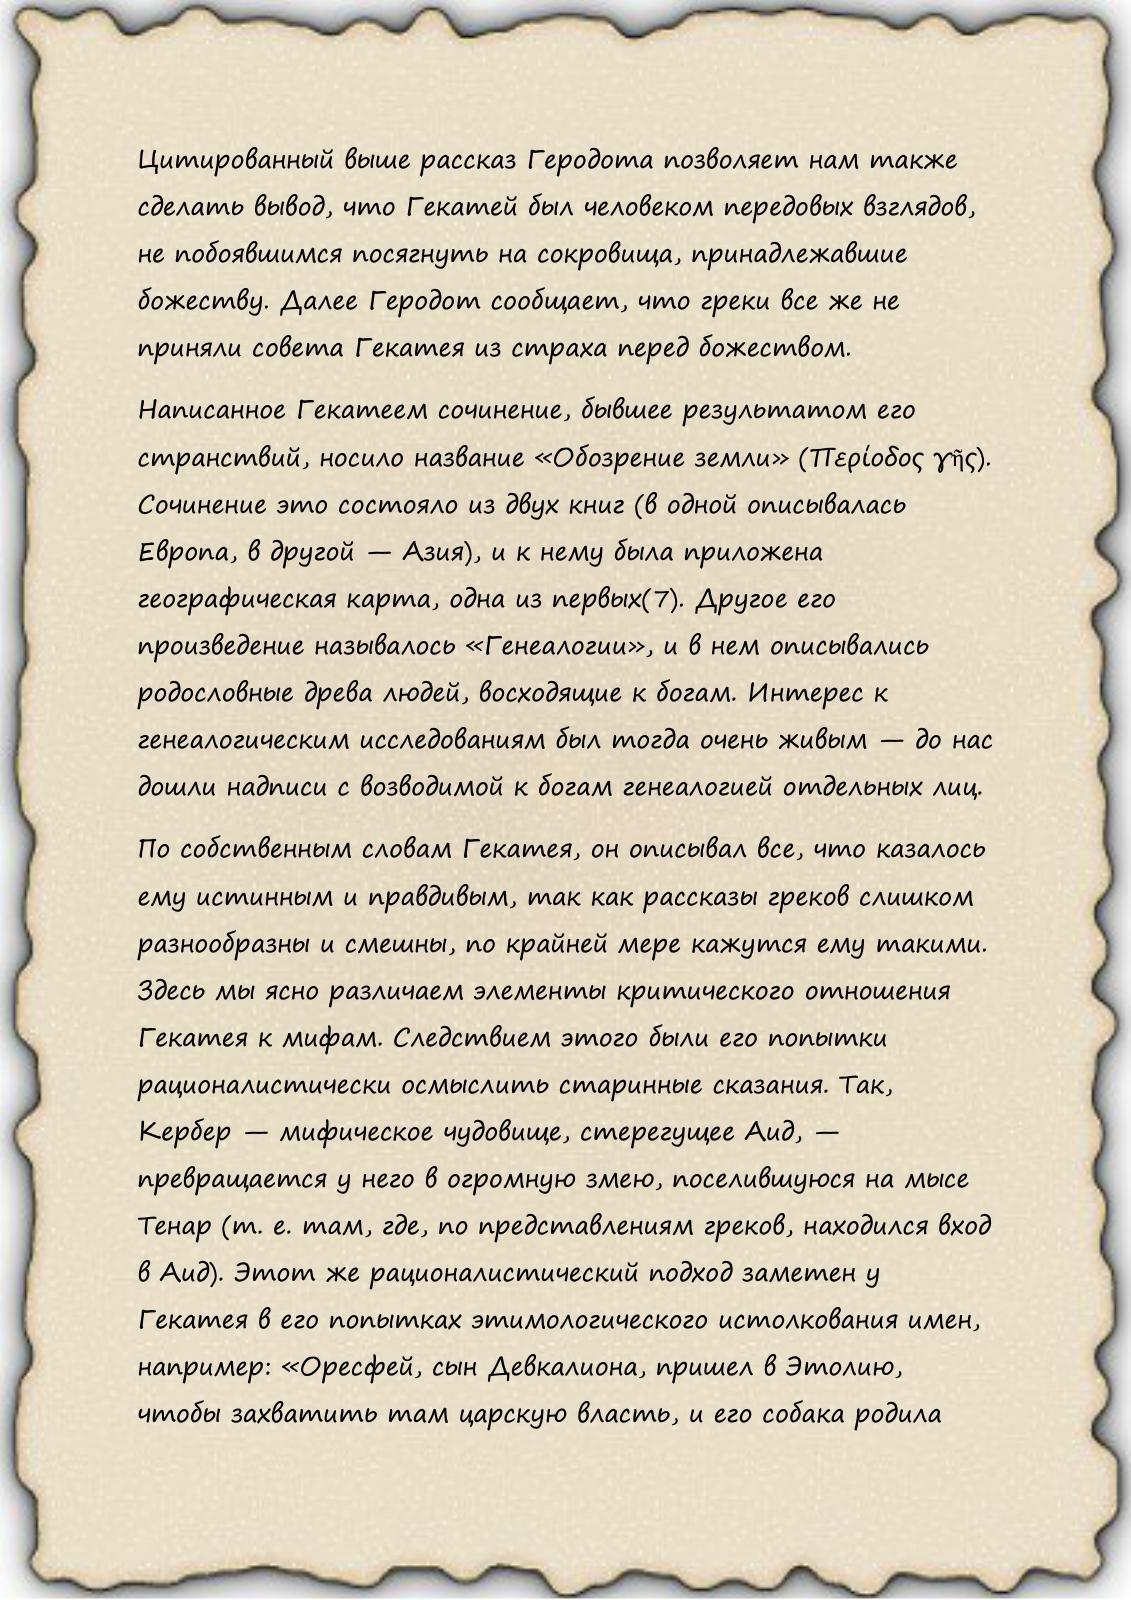 Цитированный выше рассказ Геродота позволяет нам также
сделать вывод, что Гекатей был человеком передовых взглядов,
не побоявшимся посягнуть на сокровища, принадлежавшие
божеству. Далее Геродот сообщает, что греки все же не
приняли совета Гекатея из страха перед божеством.
Написанное Гекатеем сочинение, бывшее результатом его
странствий, носило название «Обозрение земли» (Περίοδος γῆς).
Сочинение это состояло из двух книг (в одной описывалась
Европа, в другой — Азия), и к нему была приложена
географическая карта, одна из первых(7). Другое его
произведение называлось «Генеалогии», и в нем описывались
родословные древа людей, восходящие к богам. Интерес к
генеалогическим исследованиям был тогда очень живым — до нас
дошли надписи с возводимой к богам генеалогией отдельных лиц.
По собственным словам Гекатея, он описывал все, что казалось
ему истинным и правдивым, так как рассказы греков слишком
разнообразны и смешны, по крайней мере кажутся ему такими.
Здесь мы ясно различаем элементы критического отношения
Гекатея к мифам. Следствием этого были его попытки
рационалистически осмыслить старинные сказания. Так,
Кербер — мифическое чудовище, стерегущее Аид, —
превращается у него в огромную змею, поселившуюся на мысе
Тенар (т. е. там, где, по представлениям греков, находился вход
в Аид). Этот же рационалистический подход заметен у
Гекатея в его попытках этимологического истолкования имен,
например: «Оресфей, сын Девкалиона, пришел в Этолию,
чтобы захватить там царскую власть, и его собака родила